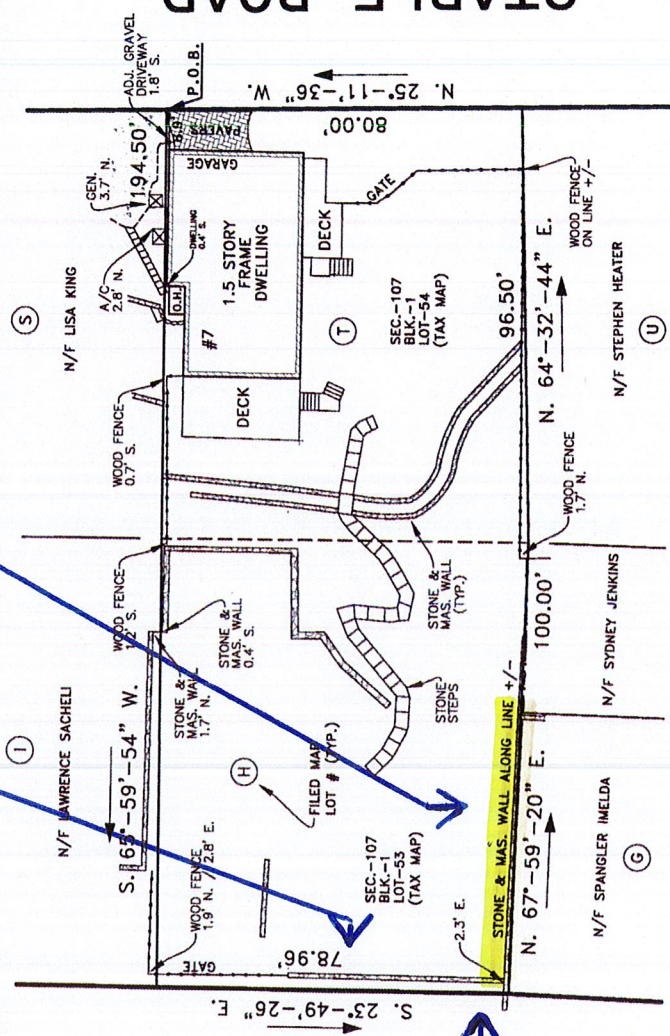 STABLE ROAD
N. 25°-11'-36" W.
ADJ. GRAVEL
DRIVEWAY
1.8' S.
P.O.B.
GEN.
3.7' N.
194.50'
8.9'
PAVERS
80.00'
GARAGE
GATE
S
N/F LISA KING
A/C
2.8' N.
DWELLING
0.4' S.
O.H.
#7
1.5 STORY
FRAME
DWELLING
DECK
DECK
T
SEC.-107
BLK.-1
LOT-54
(TAX MAP)
WOOD FENCE
ON LINE +/-
N. 64°-32'-44" E.
96.50'
N/F STEPHEN HEATER
U
WOOD FENCE
0.7' S.
WOOD FENCE
1.7' N.
STONE &
MAS. WALL
(TYP.)
WOOD FENCE
S.
STONE &
MAS. WALL
0.4' S.
STONE &
MAS. WALL
1.7' N.
STONE
STEPS
100.00'
N/F SYDNEY JENKINS
I
N/F LAWRENCE SACHELI
S. 65°-59'-54" W.
H
FILED MAP
LOT # (TYP.)
WOOD FENCE
1.9' N. 2.8' E.
SEC.-107
BLK.-1
LOT-53
(TAX MAP)
STONE & MAS. WALL ALONG LINE +/-
N. 67°-59'-20" E.
N/F SPANGLER IMELDA
G
GATE
78.96'
2.3' E.
S. 23°-49'-26" E.